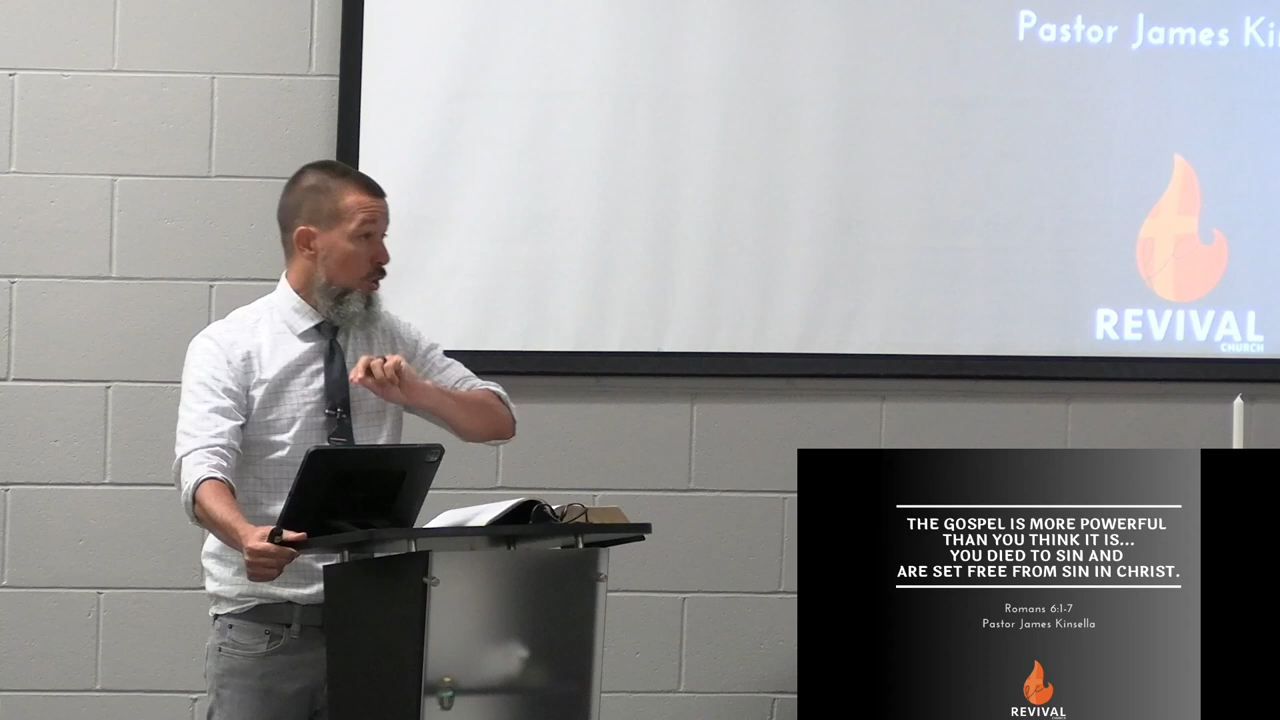 Pastor James Ki
REVIVAL
CHURCH
THE GOSPEL IS MORE POWERFUL
THAN YOU THINK IT IS...
YOU DIED TO SIN AND
ARE SET FREE FROM SIN IN CHRIST.
Romans 6:1-7
Pastor James Kinsella
REVIVAL
CHURCH